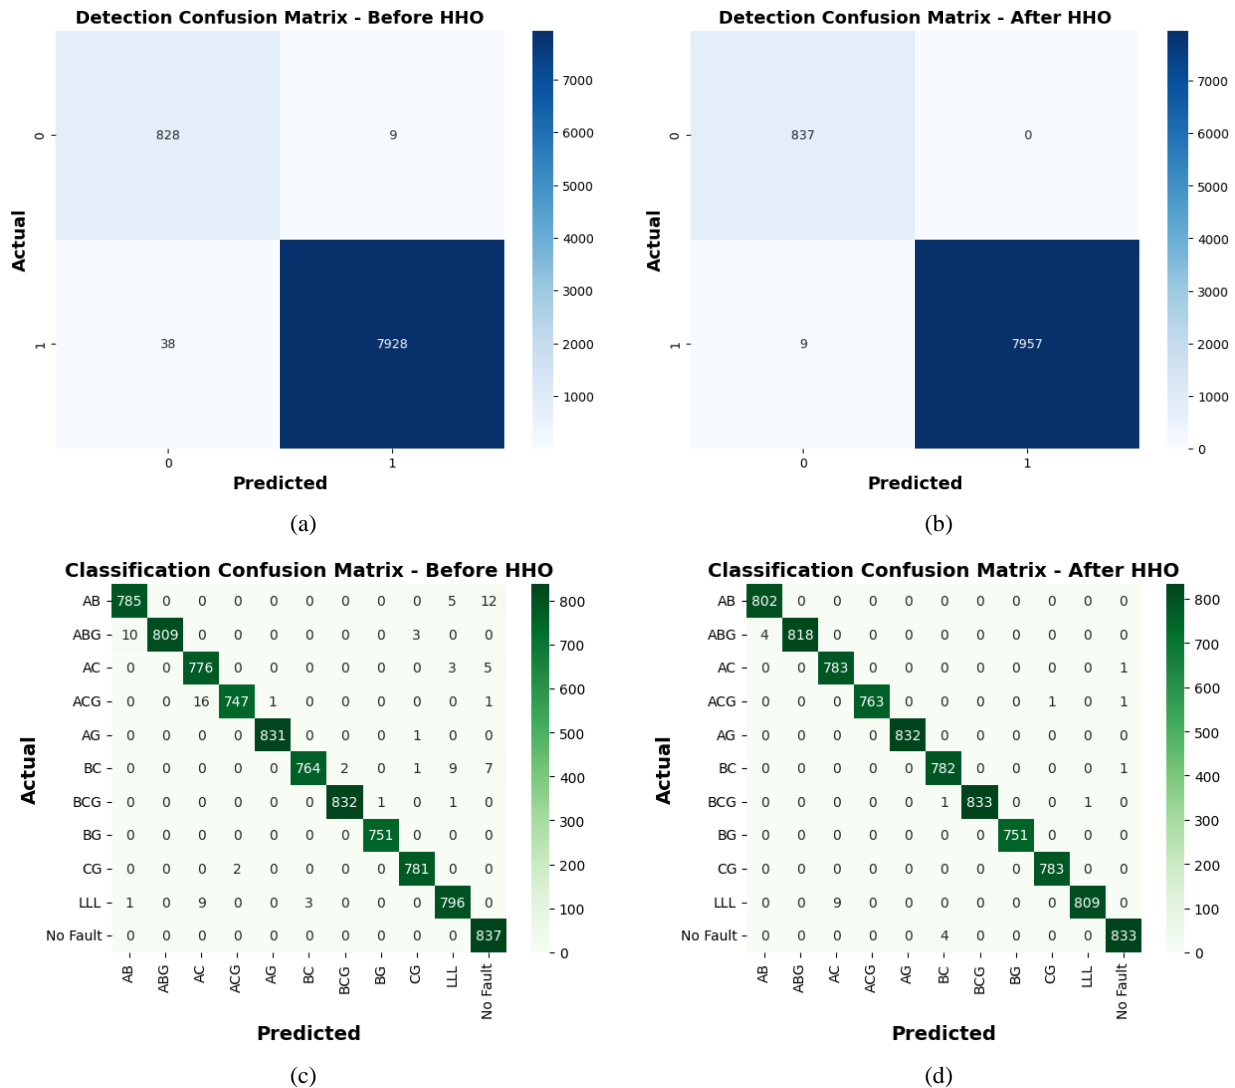 Detection Confusion Matrix - Before HHO
Detection Confusion Matrix - After HHO
7000
6000
5000
4000
3000
2000
1000
Actual
0
828 9
1
38 7928
0 1
Predicted
(a)
7000
6000
5000
4000
3000
2000
1000
0
Actual
0
837 0
1
9 7957
0 1
Predicted
(b)
Classification Confusion Matrix - Before HHO
Classification Confusion Matrix - After HHO
Actual
AB 785 0 0 0 0 0 0 0 0 5 12
ABG 10 809 0 0 0 0 0 0 3 0 0
AC 0 0 776 0 0 0 0 0 0 3 5
ACG 0 0 16 747 1 0 0 0 0 0 1
AG 0 0 0 0 831 0 0 0 1 0 0
BC 0 0 0 0 0 764 2 0 1 9 7
BCG 0 0 0 0 0 0 832 1 0 1 0
BG 0 0 0 0 0 0 0 751 0 0 0
CG 0 0 0 2 0 0 0 0 781 0 0
LLL 1 0 9 0 0 3 0 0 0 796 0
No Fault 0 0 0 0 0 0 0 0 0 0 837
AB ABG AC ACG AG BC BCG BG CG LLL No Fault
Predicted
800
700
600
500
400
300
200
100
0
(c)
Actual
AB 802 0 0 0 0 0 0 0 0 0 0
ABG 4 818 0 0 0 0 0 0 0 0 0
AC 0 0 783 0 0 0 0 0 0 0 1
ACG 0 0 0 763 0 0 0 0 1 0 1
AG 0 0 0 0 832 0 0 0 0 0 0
BC 0 0 0 0 0 782 0 0 0 0 1
BCG 0 0 0 0 0 1 833 0 0 1 0
BG 0 0 0 0 0 0 0 751 0 0 0
CG 0 0 0 0 0 0 0 0 783 0 0
LLL 0 0 9 0 0 0 0 0 0 809 0
No Fault 0 0 0 0 0 4 0 0 0 0 833
AB ABG AC ACG AG BC BCG BG CG LLL No Fault
Predicted
800
700
600
500
400
300
200
100
0
(d)